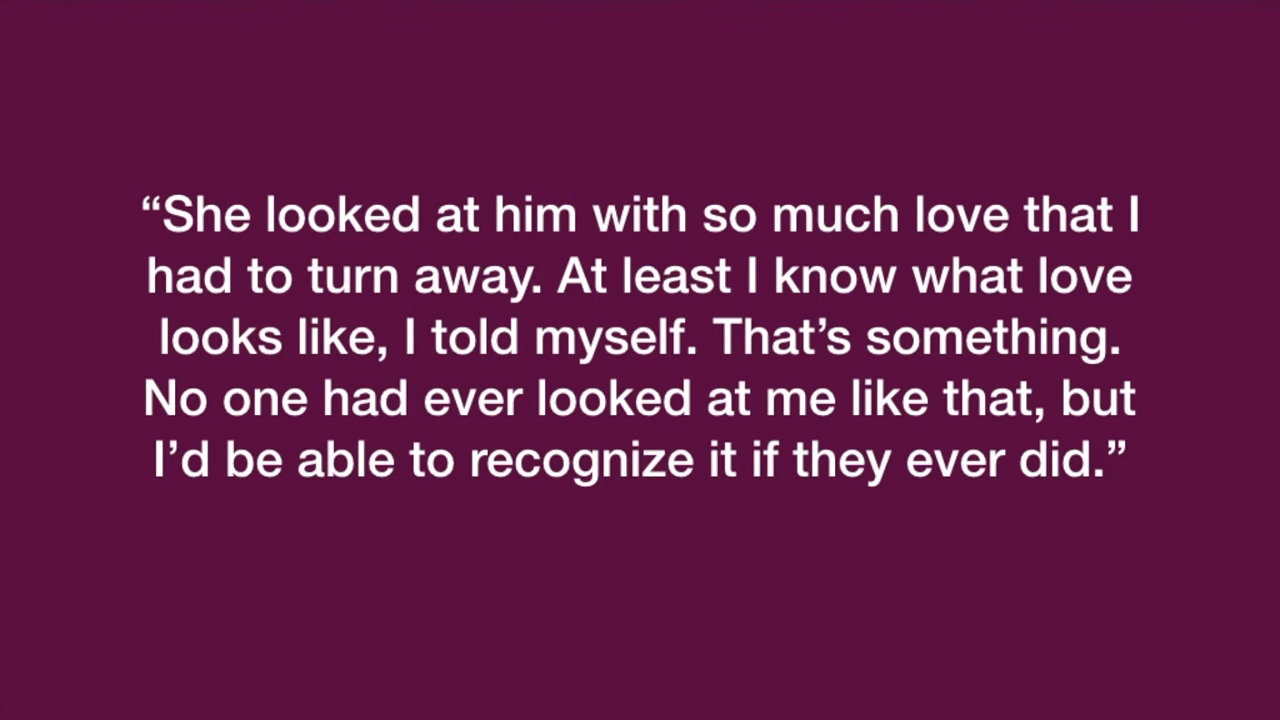 “She looked at him with so much love that I
had to turn away. At least I know what love
looks like, I told myself. That’s something.
No one had ever looked at me like that, but
I’d be able to recognize it if they ever did.”